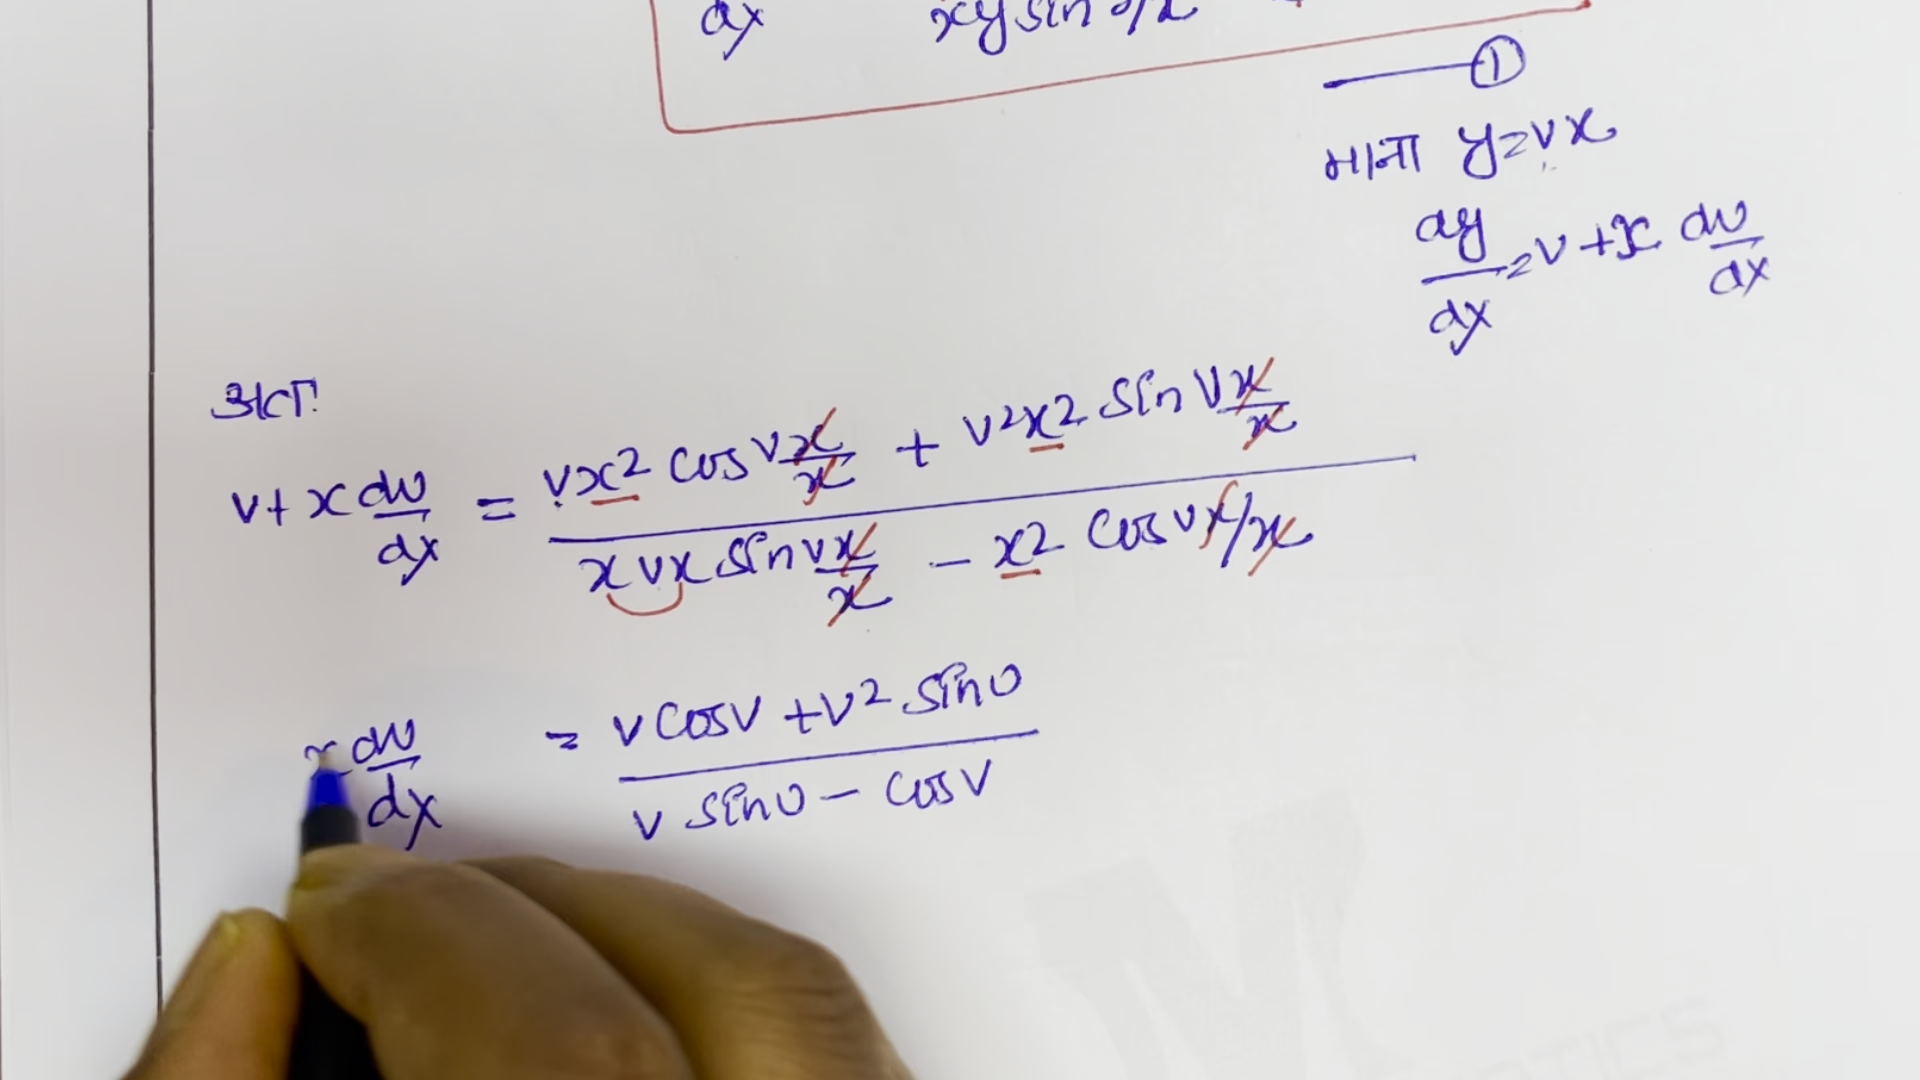 dy/dx xy sin y/x
①
माना y=vx
dy/dx = v + x dv/dx
अतः
v + x dv/dx = (vx² cos vx/x + v²x² sin vx/x) / (x vx sin vx/x − x² cos vx/x)
x dv/dx = (v cos v + v² sin v) / (v sin v − cos v)